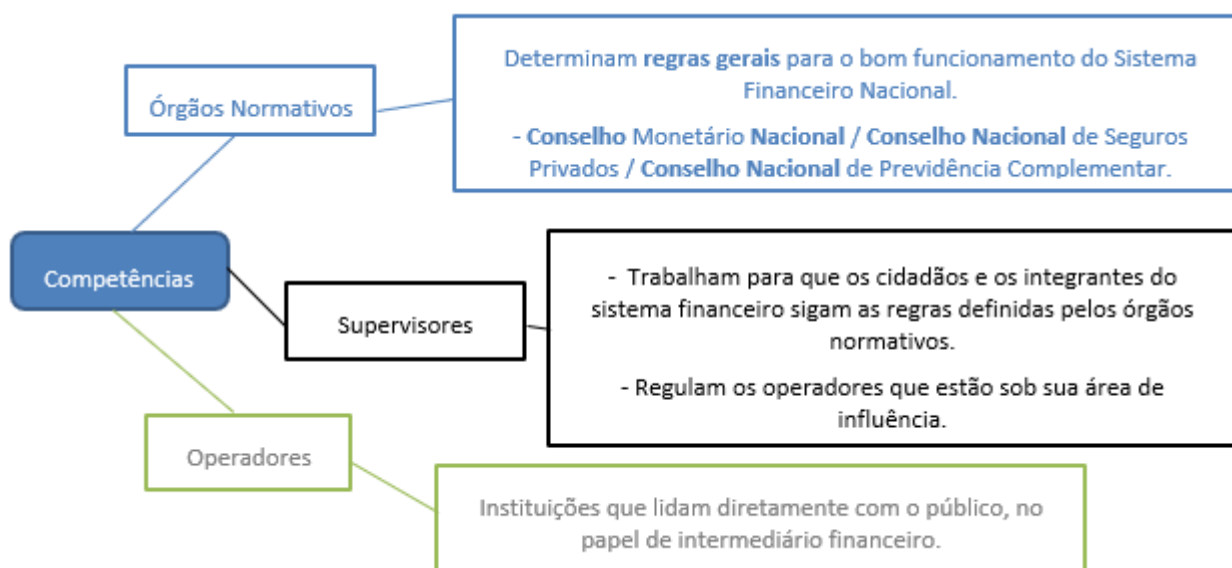 Órgãos Normativos
Determinam regras gerais para o bom funcionamento do Sistema
Financeiro Nacional.
- Conselho Monetário Nacional / Conselho Nacional de Seguros
Privados / Conselho Nacional de Previdência Complementar.
Competências
Supervisores
- Trabalham para que os cidadãos e os integrantes do
sistema financeiro sigam as regras definidas pelos órgãos
normativos.
- Regulam os operadores que estão sob sua área de
influência.
Operadores
Instituições que lidam diretamente com o público, no
papel de intermediário financeiro.